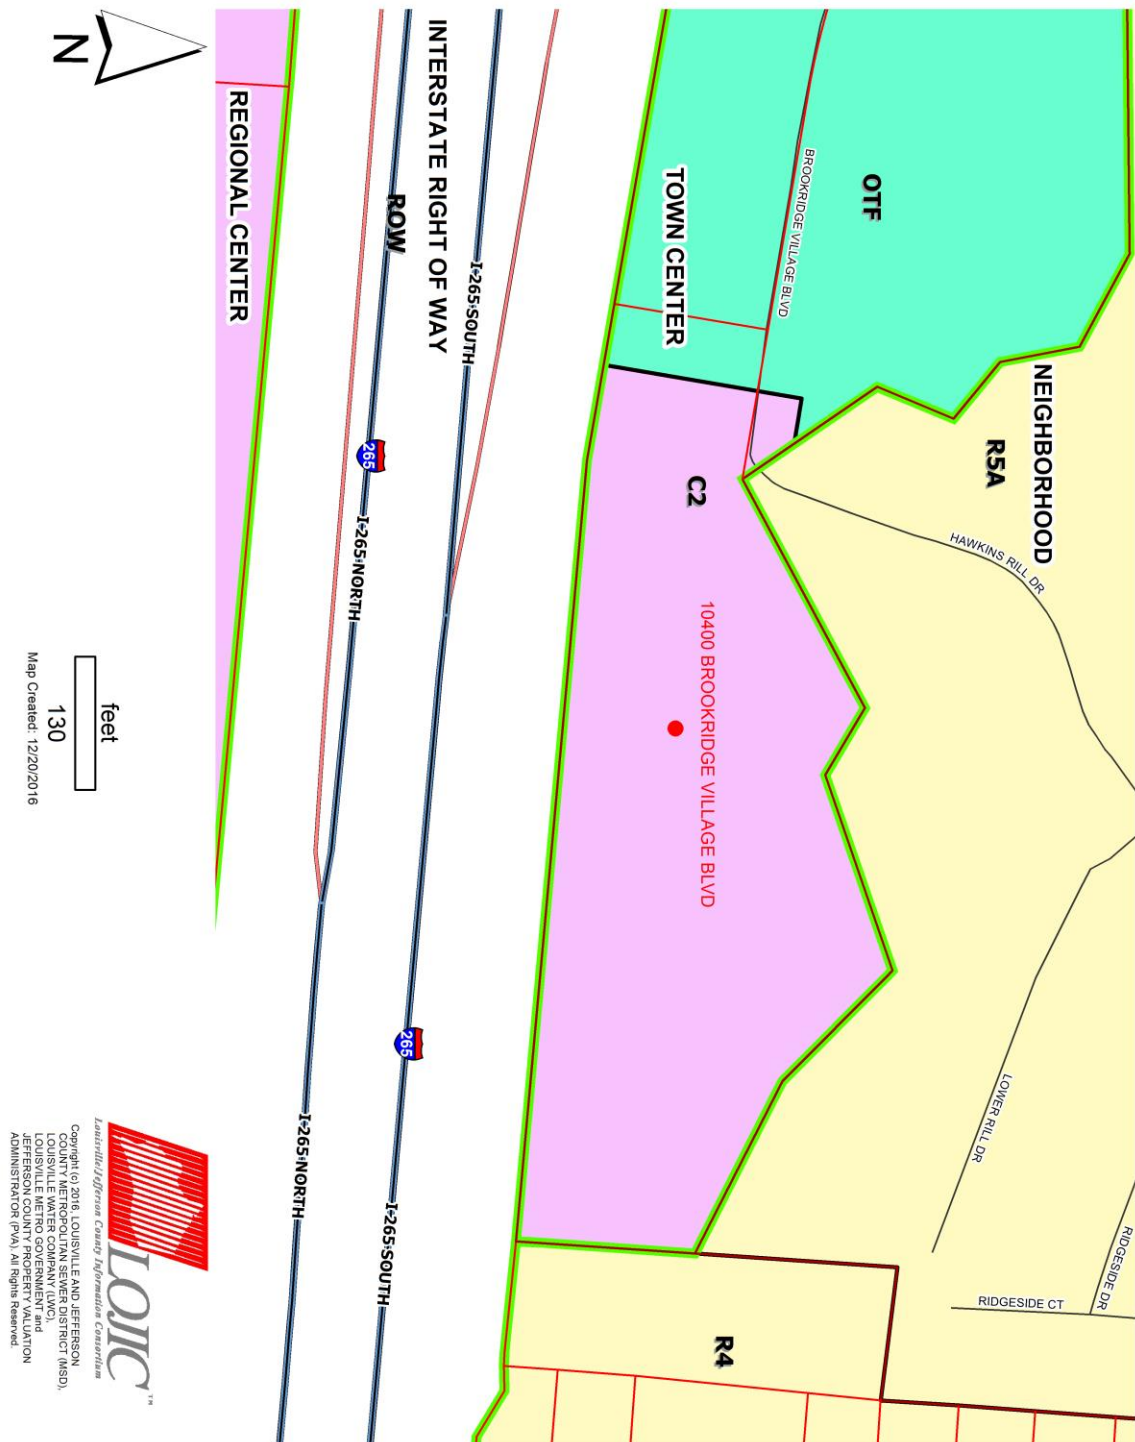 N
REGIONAL CENTER
INTERSTATE RIGHT OF WAY
ROW
I-265 SOUTH
265
I-265 NORTH
TOWN CENTER
BROOKRIDGE VILLAGE BLVD
OTF
NEIGHBORHOOD
R5A
HAWKINS RILL DR
C2
10400 BROOKRIDGE VILLAGE BLVD
265
I-265 NORTH
I-265 SOUTH
LOWER RILL DR
RIDGESIDE DR
RIDGESIDE CT
R4
feet
130
Map Created: 12/20/2016
LOJIC™
Louisville/Jefferson County Information Consortium
Copyright (c) 2016, LOUISVILLE AND JEFFERSON
COUNTY METROPOLITAN SEWER DISTRICT (MSD),
LOUISVILLE WATER COMPANY (LWC),
LOUISVILLE METRO GOVERNMENT and
JEFFERSON COUNTY PROPERTY VALUATION
ADMINISTRATOR (PVA). All Rights Reserved.